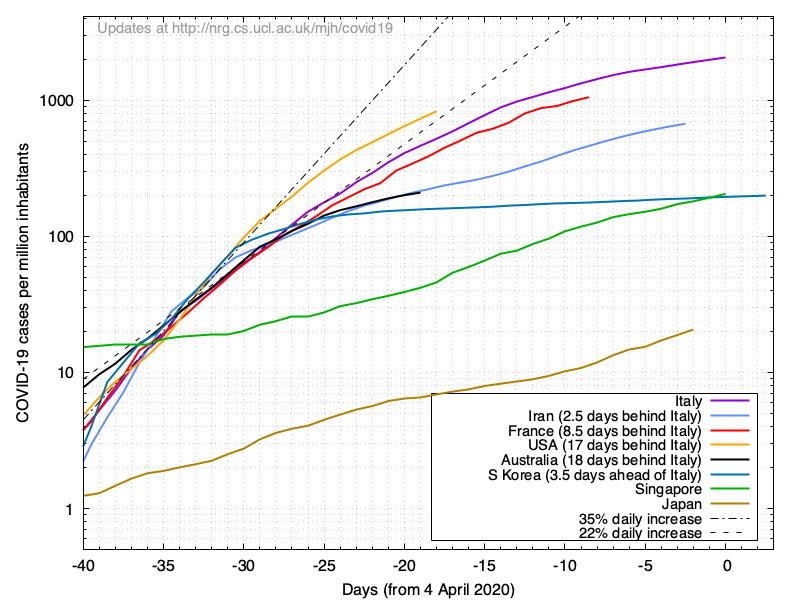 Updates at http://nrg.cs.ucl.ac.uk/mjh/covid19
1000
100
10
1
COVID-19 cases per million inhabitants
Italy
Iran (2.5 days behind Italy)
France (8.5 days behind Italy)
USA (17 days behind Italy)
Australia (18 days behind Italy)
S Korea (3.5 days ahead of Italy)
Singapore
Japan
35% daily increase
22% daily increase
-40 -35 -30 -25 -20 -15 -10 -5 0
Days (from 4 April 2020)